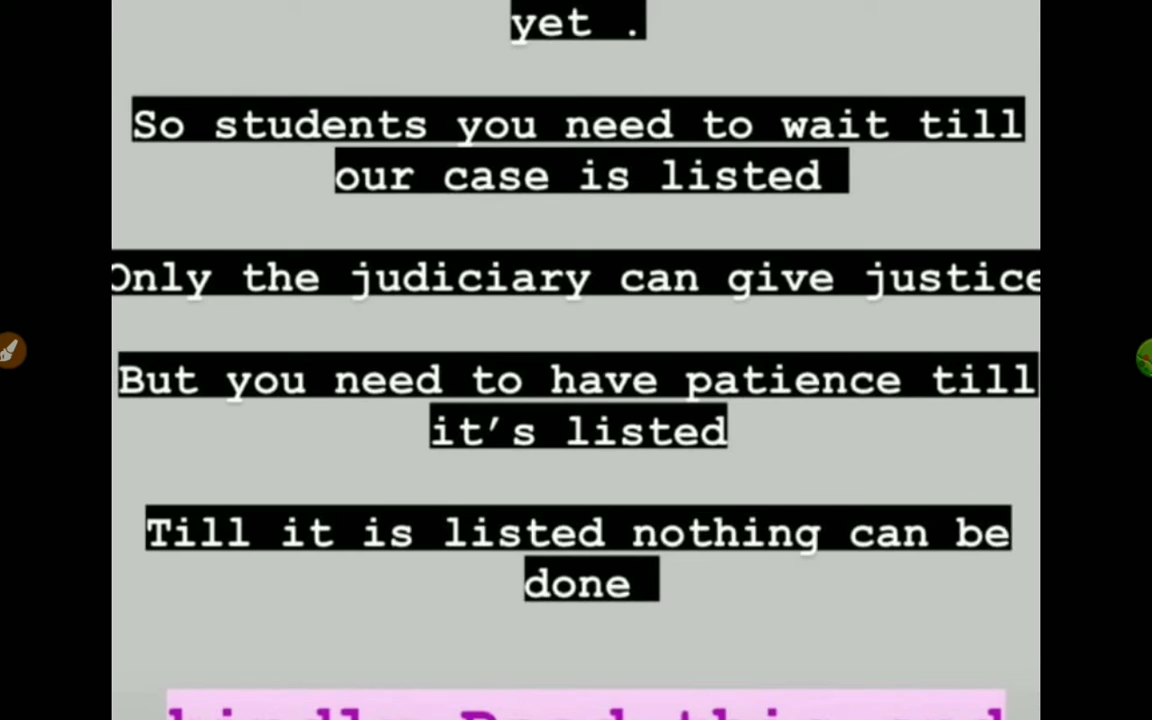 yet .
So students you need to wait till
our case is listed
Only the judiciary can give justice
But you need to have patience till
it's listed
Till it is listed nothing can be
done